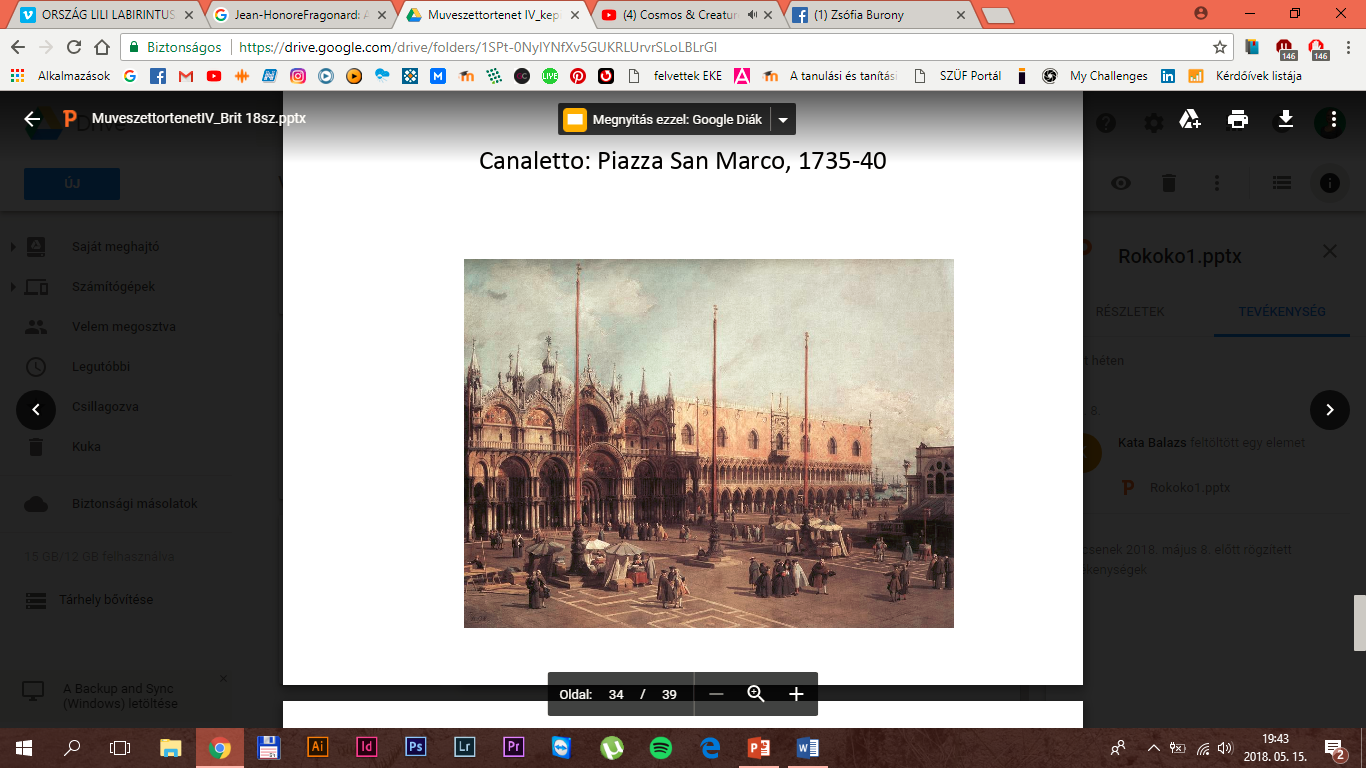 ORSZÁG LILI LABIRINTUS
Jean-HonoreFragonard: A
Muveszettortenet IV_kepl
(4) Cosmos & Creatur
(1) Zsófia Burony
Biztonságos
https://drive.google.com/drive/folders/1SPt-0NylYNfXv5GUKRLUrvrSLoLBLrGl
Alkalmazások
felvettek EKE
A tanulási és tanítási
SZÜF Portál
My Challenges
Kérdőívek listája
146
146
MuveszettortenetIV_Brit 18sz.pptx
Megnyitás ezzel: Google Diák
Canaletto: Piazza San Marco, 1735-40
ÚJ
Saját meghajtó
Számítógépek
Velem megosztva
Legutóbbi
Csillagozva
Kuka
Biztonsági másolatok
15 GB/12 GB felhasználva
Tárhely bővítése
A Backup and Sync
(Windows) letöltése
Rokoko1.pptx
RÉSZLETEK
TEVÉKENYSÉG
t héten
8.
Kata Balazs feltöltött egy elemet
Rokoko1.pptx
csenek 2018. május 8. előtt rögzített
ékenységek
Oldal: 34 / 39
19:43
2018. 05. 15.
2